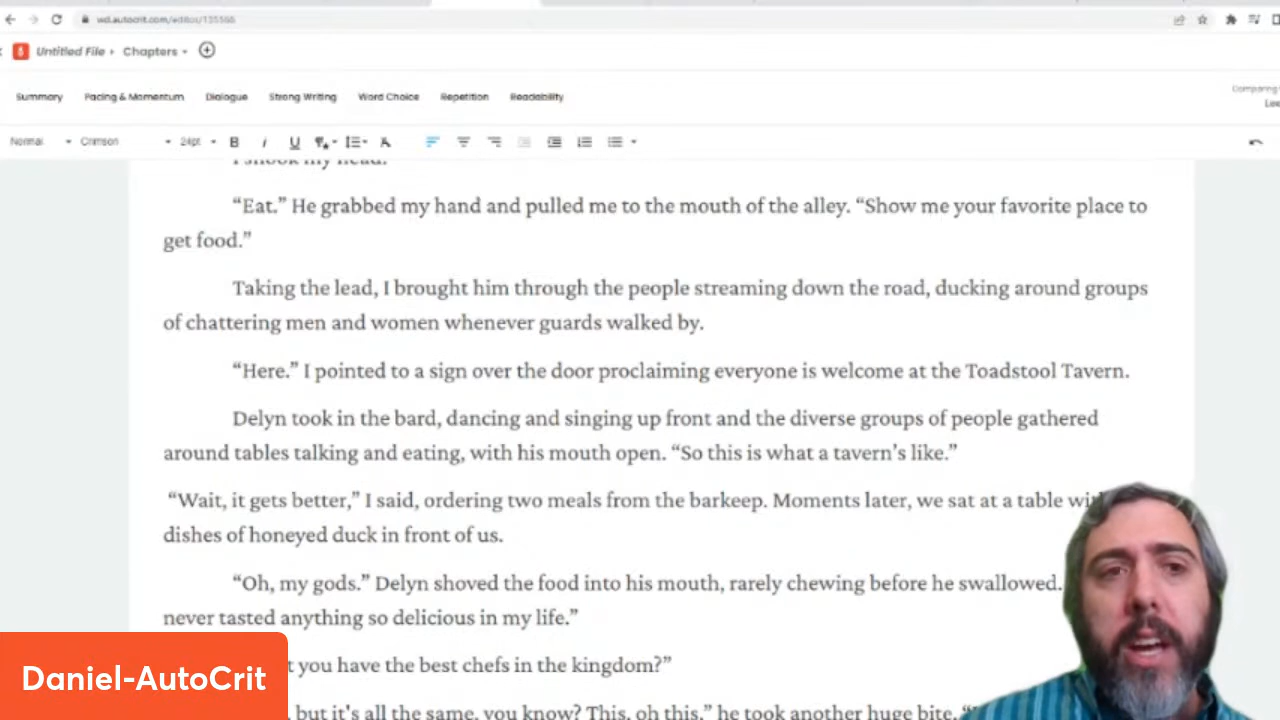 wd.autocrit.com/editor/135566
Untitled File
Chapters
Summary
Pacing & Momentum
Dialogue
Strong Writing
Word Choice
Repetition
Readability
Comparing
Normal
Crimson
24pt
I shook my head.
“Eat.” He grabbed my hand and pulled me to the mouth of the alley. “Show me your favorite place to
get food.”
Taking the lead, I brought him through the people streaming down the road, ducking around groups
of chattering men and women whenever guards walked by.
“Here.” I pointed to a sign over the door proclaiming everyone is welcome at the Toadstool Tavern.
Delyn took in the bard, dancing and singing up front and the diverse groups of people gathered
around tables talking and eating, with his mouth open. “So this is what a tavern’s like.”
“Wait, it gets better,” I said, ordering two meals from the barkeep. Moments later, we sat at a table
dishes of honeyed duck in front of us.
“Oh, my gods.” Delyn shoved the food into his mouth, rarely chewing before he swallowed.
never tasted anything so delicious in my life.”
you have the best chefs in the kingdom?”
but it's all the same, you know? This, oh this,” he took another huge bite.
Daniel-AutoCrit